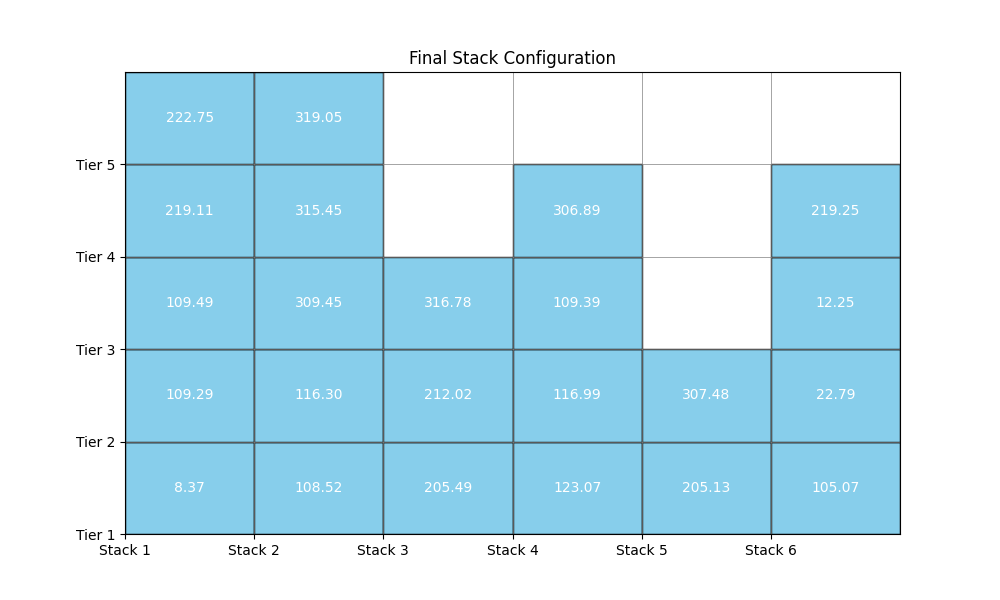 Final Stack Configuration
222.75 319.05
Tier 5
219.11 315.45 306.89 219.25
Tier 4
109.49 309.45 316.78 109.39 12.25
Tier 3
109.29 116.30 212.02 116.99 307.48 22.79
Tier 2
8.37 108.52 205.49 123.07 205.13 105.07
Tier 1
Stack 1 Stack 2 Stack 3 Stack 4 Stack 5 Stack 6